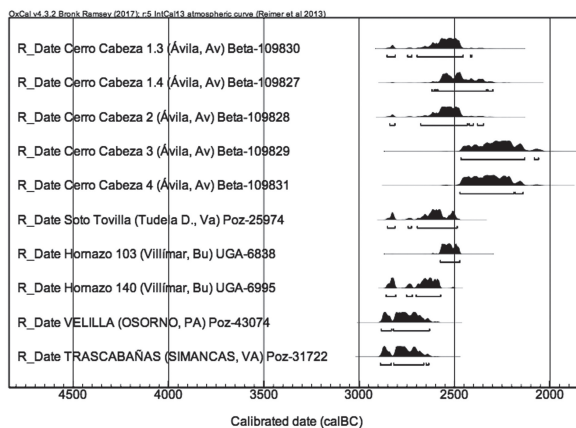 OxCal v4.3.2 Bronk Ramsey (2017); r:5 IntCal13 atmospheric curve (Reimer et al 2013)
R_Date Cerro Cabeza 1.3 (Ávila, Av) Beta-109830
R_Date Cerro Cabeza 1.4 (Ávila, Av) Beta-109827
R_Date Cerro Cabeza 2 (Ávila, Av) Beta-109828
R_Date Cerro Cabeza 3 (Ávila, Av) Beta-109829
R_Date Cerro Cabeza 4 (Ávila, Av) Beta-109831
R_Date Soto Tovilla (Tudela D., Va) Poz-25974
R_Date Hornazo 103 (Villímar, Bu) UGA-6838
R_Date Hornazo 140 (Villímar, Bu) UGA-6995
R_Date VELILLA (OSORNO, PA) Poz-43074
R_Date TRASCABAÑAS (SIMANCAS, VA) Poz-31722
4500 4000 3500 3000 2500 2000
Calibrated date (calBC)